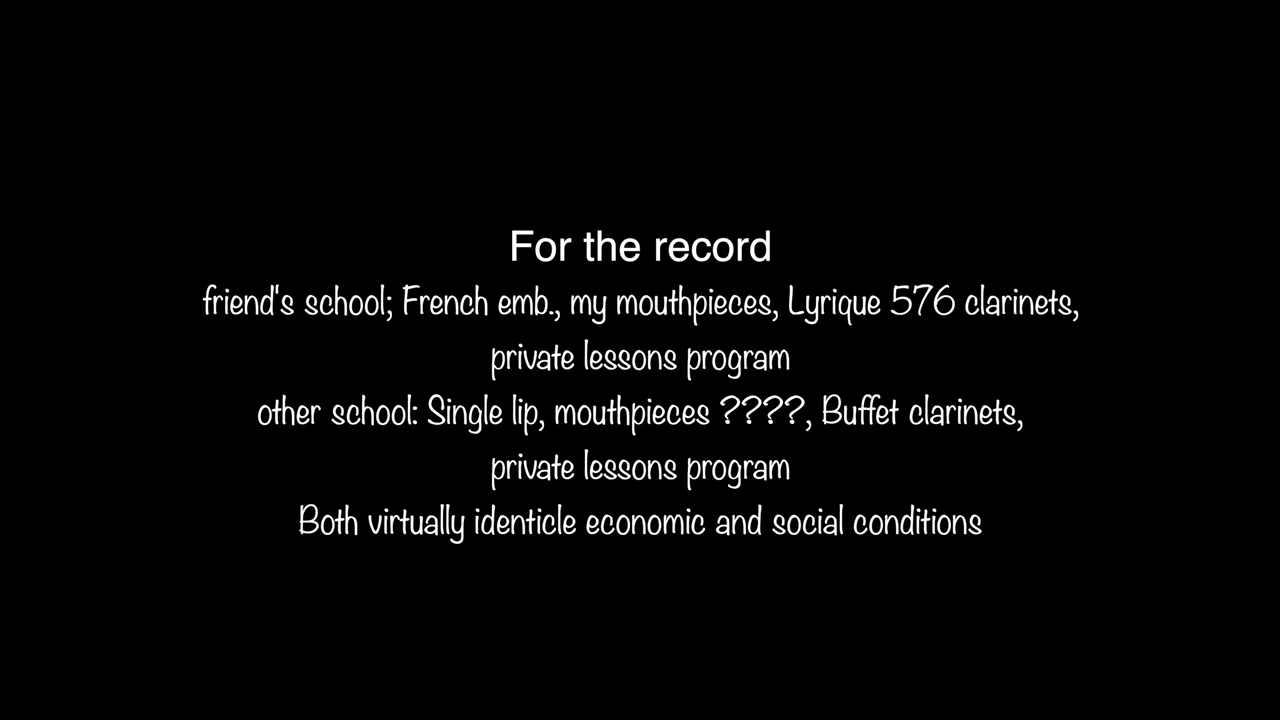 For the record
friend's school; French emb., my mouthpieces, Lyrique 576 clarinets,
private lessons program
other school: Single lip, mouthpieces ????, Buffet clarinets,
private lessons program
Both virtually identicle economic and social conditions